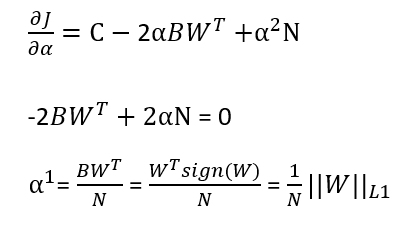 ∂J/∂α = C − 2αBW^T +α²N
-2BW^T + 2αN = 0
α¹= BW^T/N = W^T sign(W)/N = 1/N ||W||_{L1}